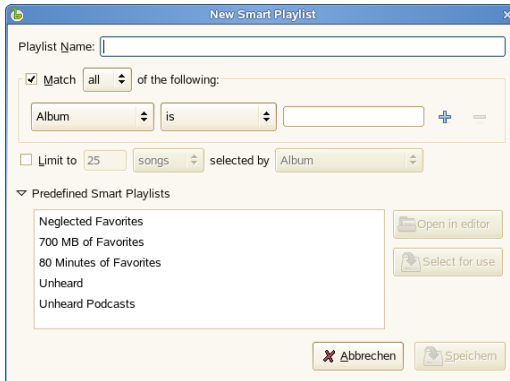 New Smart Playlist
Playlist Name:
Match all of the following:
Album is
Limit to 25 songs selected by Album
Predefined Smart Playlists
Neglected Favorites
700 MB of Favorites
80 Minutes of Favorites
Unheard
Unheard Podcasts
Open in editor
Select for use
Abbrechen Speichern